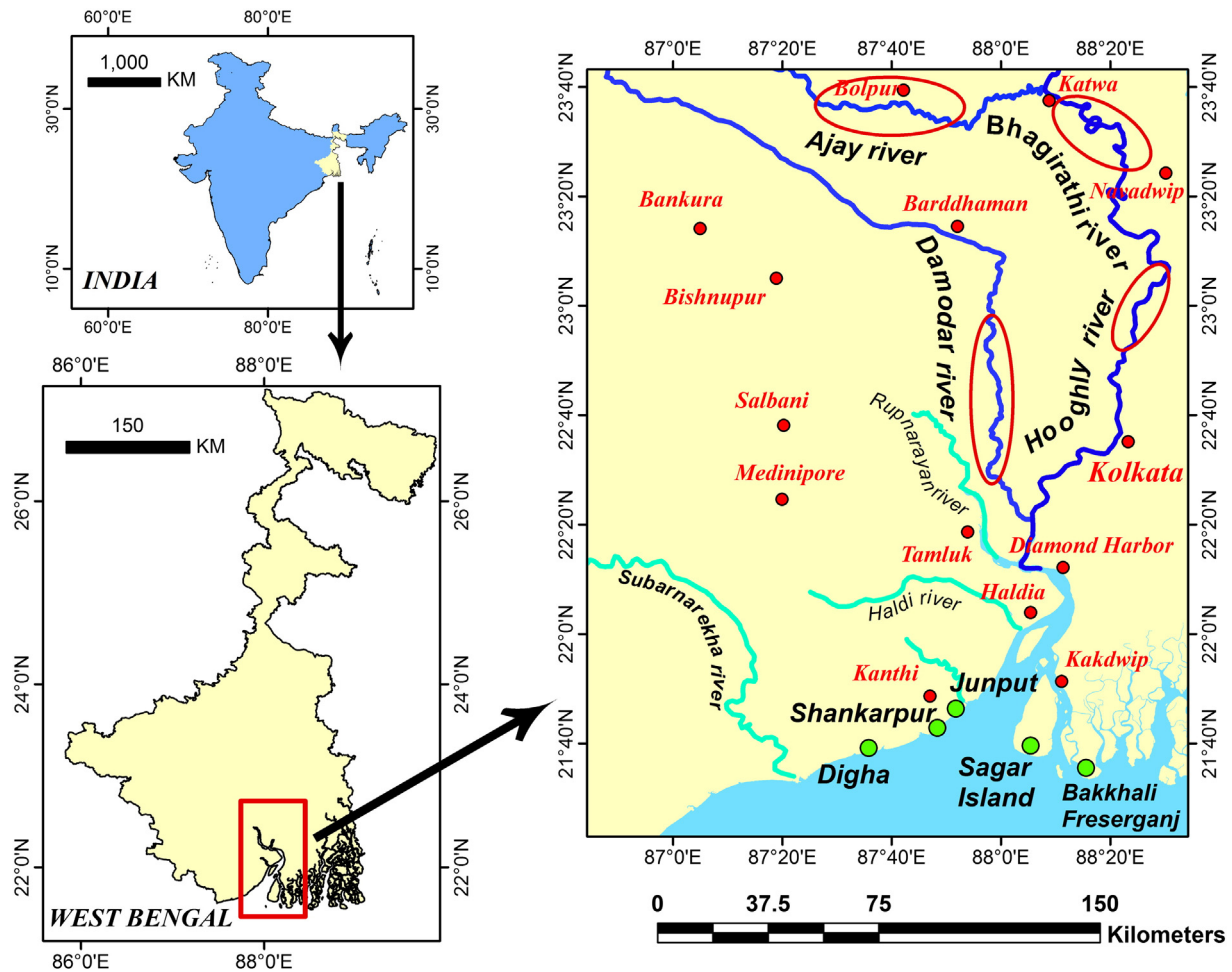 60°0'E 80°0'E
1,000
KM
30°0'N
30°0'N
10°0'N
10°0'N
INDIA
60°0'E 80°0'E
86°0'E 88°0'E
150
KM
26°0'N
26°0'N
24°0'N
24°0'N
22°0'N
22°0'N
WEST BENGAL
86°0'E 88°0'E
87°0'E 87°40'E 88°0'E 88°20'E
23°40'N
23°40'N
Bolpur
Katwa
Ajay river
Bhagirathi river
23°20'N
23°20'N
Navadwip
Bankura
Barddhaman
Bishnupur
Damodar river
Hooghly river
23°0'N
23°0'N
22°40'N
22°40'N
Salbani
Rupnarayan river
Kolkata
Medinipore
22°20'N
22°20'N
Tamluk
Diamond Harbor
Subarnarekha river
Haldi river
Haldia
22°0'N
22°0'N
Kanthi
Kakdwip
Junput
Shankarpur
21°40'N
21°40'N
Digha
Sagar
Island
Bakkhali
Freserganj
87°0'E 87°40'E 88°0'E 88°20'E
0 37.5 75 150
Kilometers